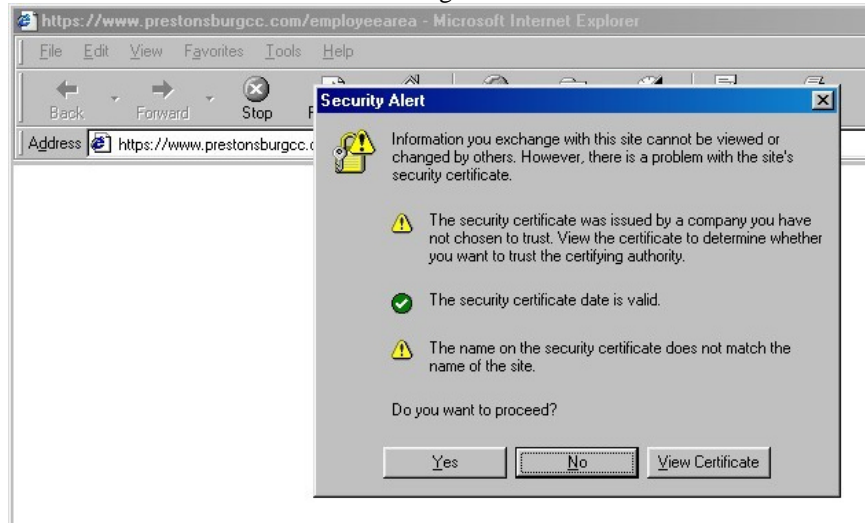 https://www.prestonsburgcc.com/employeearea - Microsoft Internet Explorer
File Edit View Favorites Tools Help
Back Forward Stop
Address https://www.prestonsburgcc.
Security Alert
Information you exchange with this site cannot be viewed or
changed by others. However, there is a problem with the site's
security certificate.
The security certificate was issued by a company you have
not chosen to trust. View the certificate to determine whether
you want to trust the certifying authority.
The security certificate date is valid.
The name on the security certificate does not match the
name of the site.
Do you want to proceed?
Yes No View Certificate